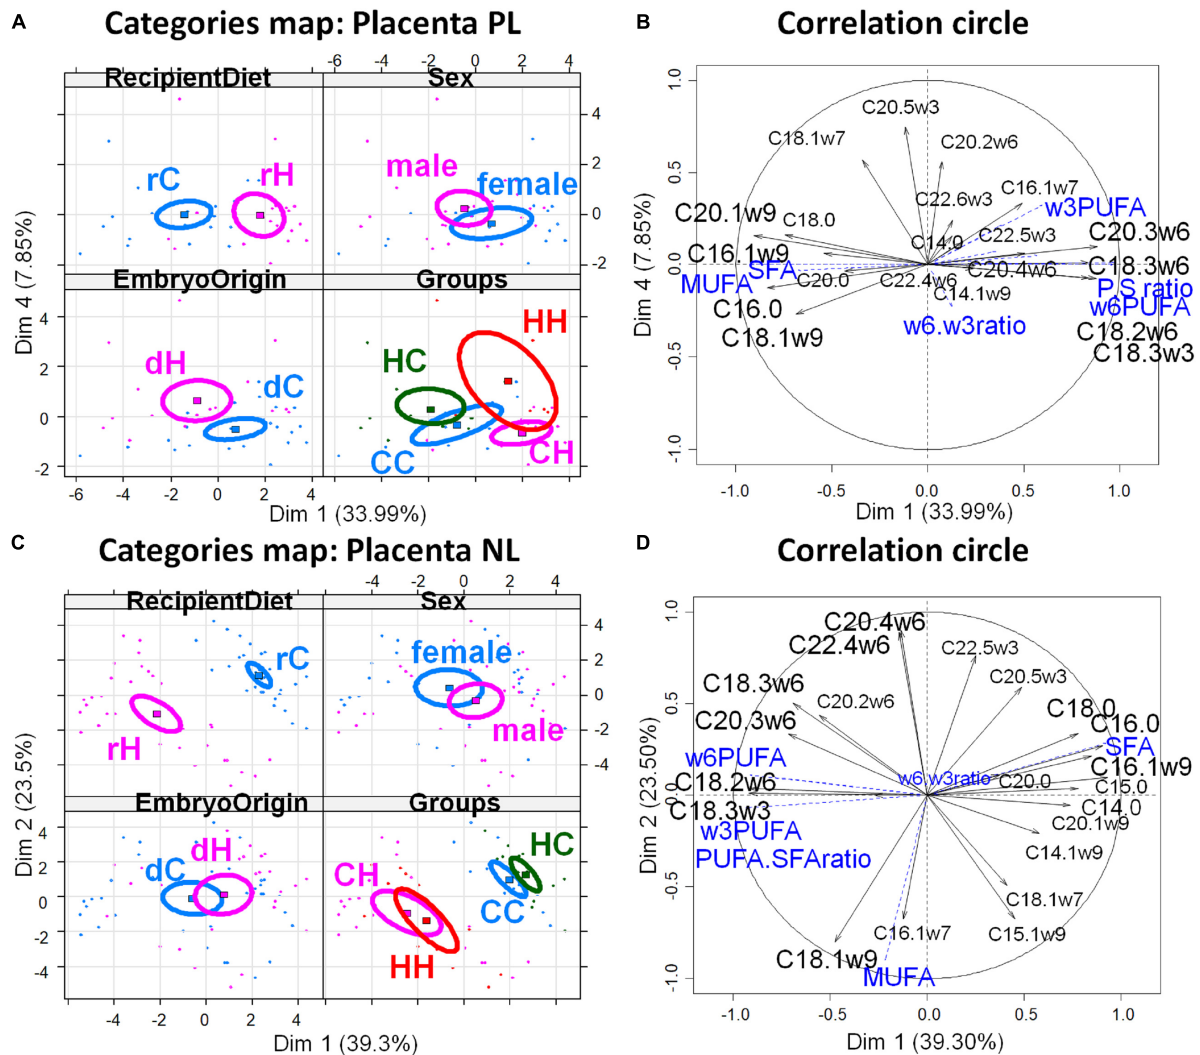 A
Categories map: Placenta PL
-6 -4 -2 0 2 4
RecipientDiet
Sex
rC
rH
male
female
4
2
0
-2
EmbryoOrigin
Groups
dH
dC
HH
HC
CC
CH
4
2
0
-2
-6 -4 -2 0 2 4
Dim 1 (33.99%)
Dim 4 (7.85%)
B
Correlation circle
C20.5w3
C18.1w7
C20.2w6
C16.1w7
w3PUFA
C22.6w3
C20.1w9
C18.0
C14.0
C22.5w3
C20.3w6
C16.1w9
SFA
C20.0
C22.4w6
C20.4w6
C18.3w6
MUFA
C14.1w9
P.S ratio
C16.0
w6PUFA
w6.w3ratio
C18.1w9
C18.2w6
C18.3w3
1.0
0.5
0.0
-0.5
-1.0
-1.0 -0.5 0.0 0.5 1.0
Dim 1 (33.99%)
Dim 4 (7.85%)
C
Categories map: Placenta NL
-4 -2 0 2 4
RecipientDiet
Sex
rC
rH
female
male
4
2
0
-2
-4
EmbryoOrigin
Groups
dC
dH
HC
CH
CC
HH
4
2
0
-2
-4
-4 -2 0 2 4
Dim 1 (39.3%)
Dim 2 (23.5%)
D
Correlation circle
C20.4w6
C22.4w6
C22.5w3
C18.3w6
C20.5w3
C20.2w6
C20.3w6
C18.0
C16.0
SFA
w6PUFA
C16.1w9
w6.w3ratio
C20.0
C18.2w6
C15.0
C18.3w3
C14.0
w3PUFA
C20.1w9
PUFA.SFAratio
C14.1w9
C18.1w7
C16.1w7
C15.1w9
C18.1w9
MUFA
1.0
0.5
0.0
-0.5
-1.0
-1.0 -0.5 0.0 0.5 1.0
Dim 1 (39.30%)
Dim 2 (23.50%)